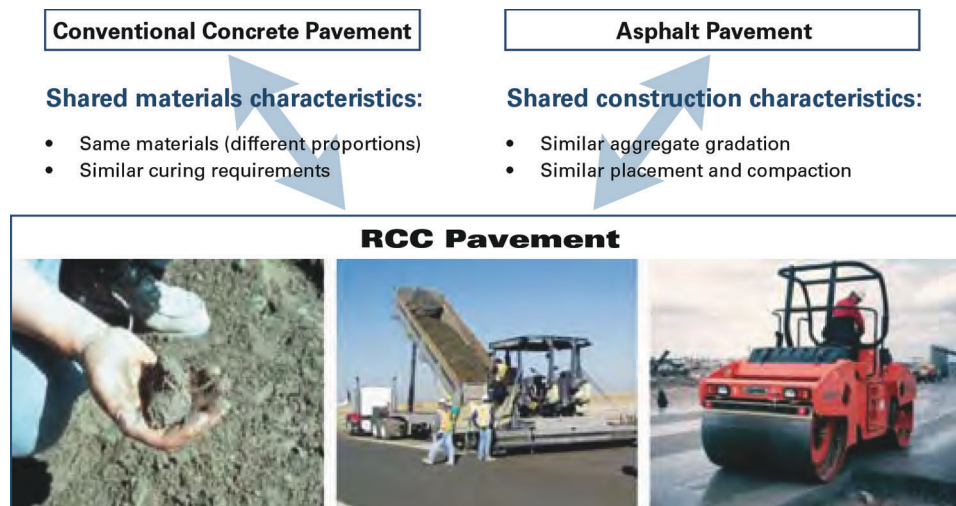 Conventional Concrete Pavement
Asphalt Pavement
Shared materials characteristics:
• Same materials (different proportions)
• Similar curing requirements
Shared construction characteristics:
• Similar aggregate gradation
• Similar placement and compaction
RCC Pavement